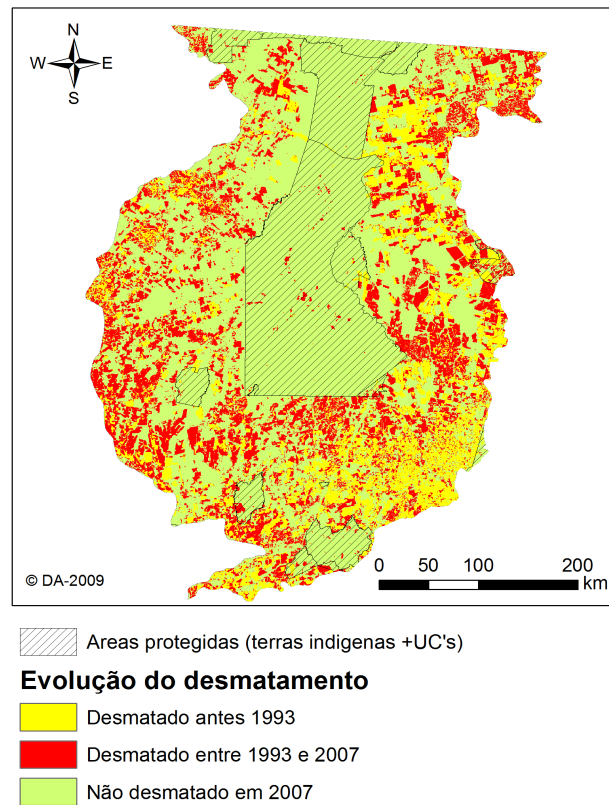 N
W E
S
© DA-2009
0 50 100 200
km
Areas protegidas (terras indigenas +UC's)
Evolução do desmatamento
Desmatado antes 1993
Desmatado entre 1993 e 2007
Não desmatado em 2007